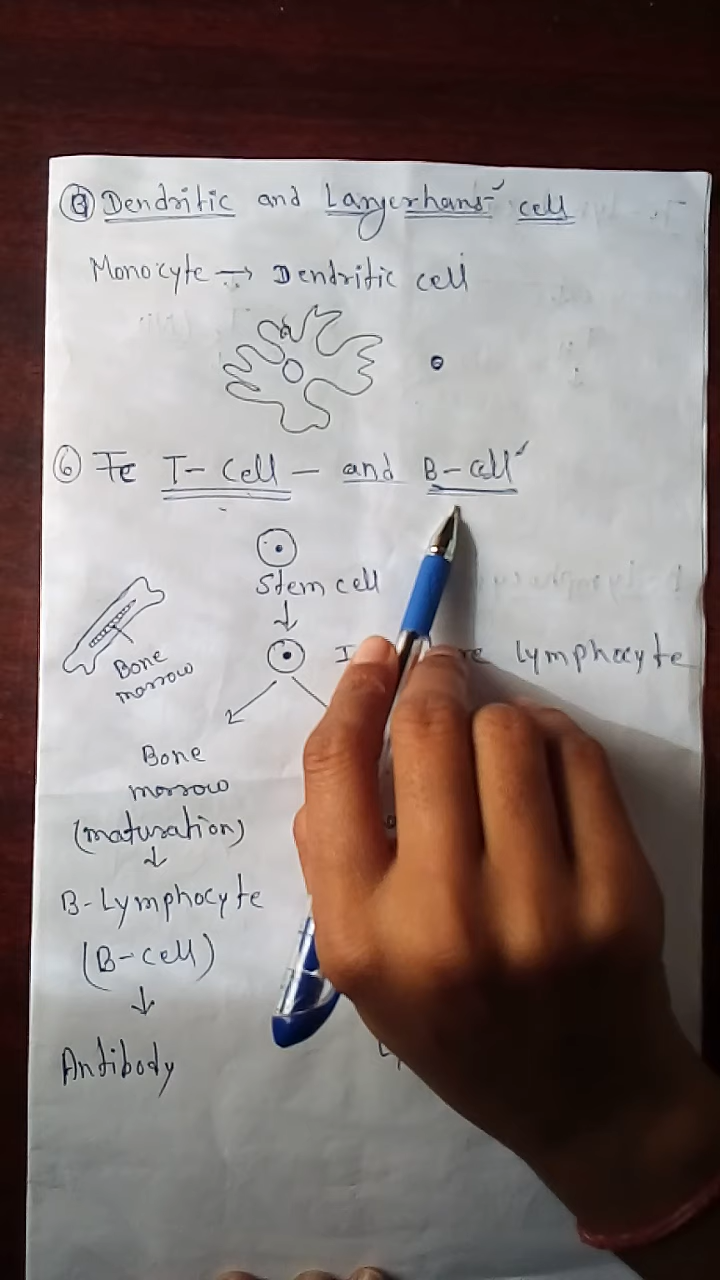 B Dendritic and Langerhans cell
Monocyte → Dendritic cell
6 Fe T-Cell - and B-cell
Stem cell
↓
lymphocyte
Bone
marrow
Bone
marrow
(maturation)
↓
B-Lymphocyte
(B-cell)
↓
Antibody